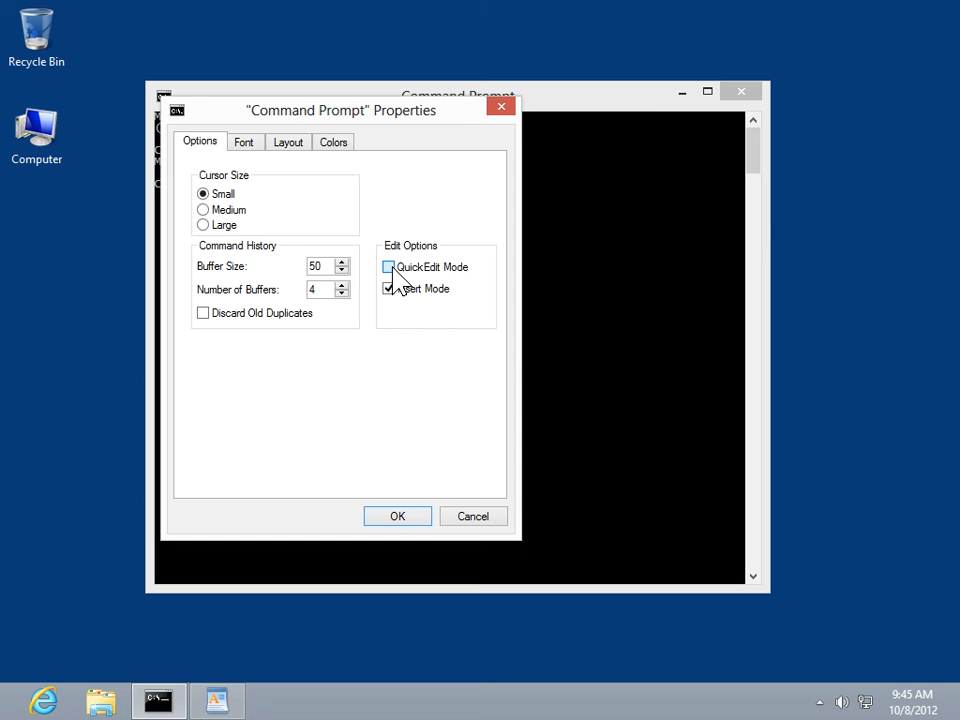 Recycle Bin
Computer
Command Prompt
"Command Prompt" Properties
Options Font Layout Colors
Cursor Size
Small
Medium
Large
Command History
Buffer Size: 50
Number of Buffers: 4
Discard Old Duplicates
Edit Options
QuickEdit Mode
ert Mode
OK Cancel
C:\_
9:45 AM
10/8/2012